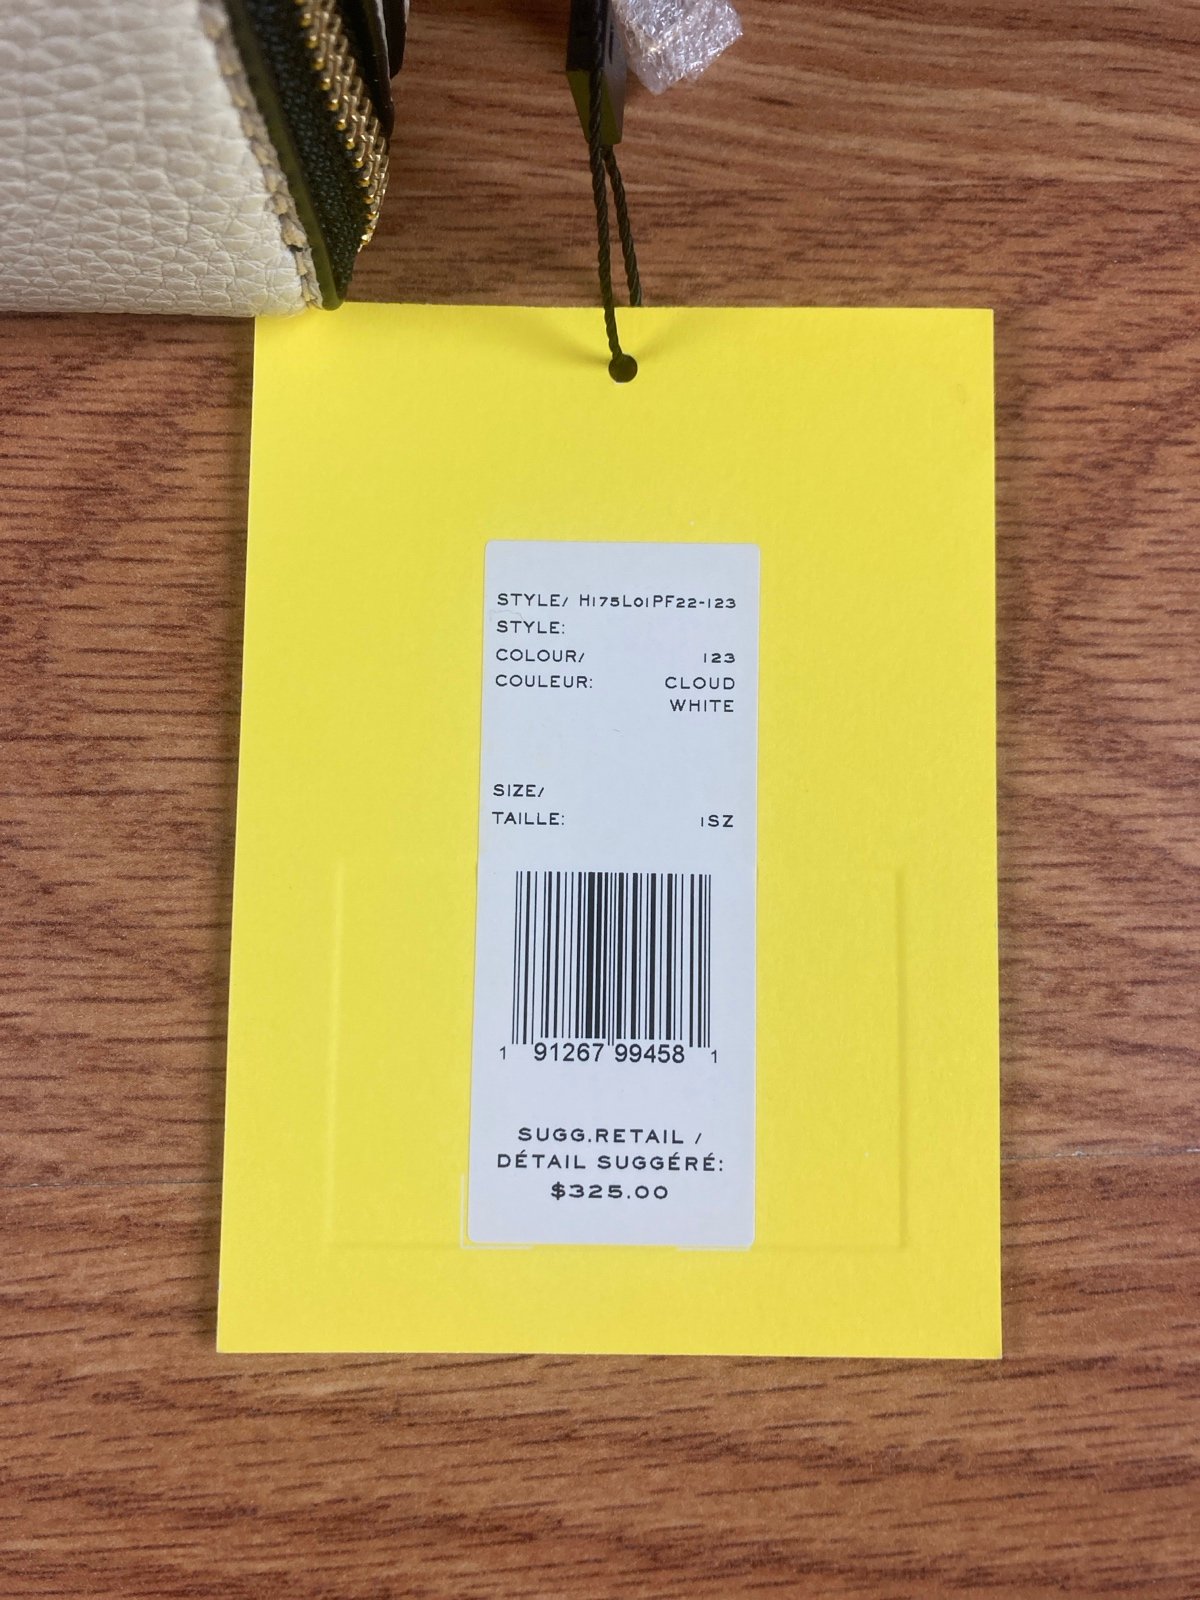 STYLE/ H175L01PF22-123
STYLE:
COLOUR/ 123
COULEUR: CLOUD
WHITE
SIZE/
TAILLE: 1SZ
1 91267 99458 1
SUGG.RETAIL /
DÉTAIL SUGGÉRÉ:
$325.00